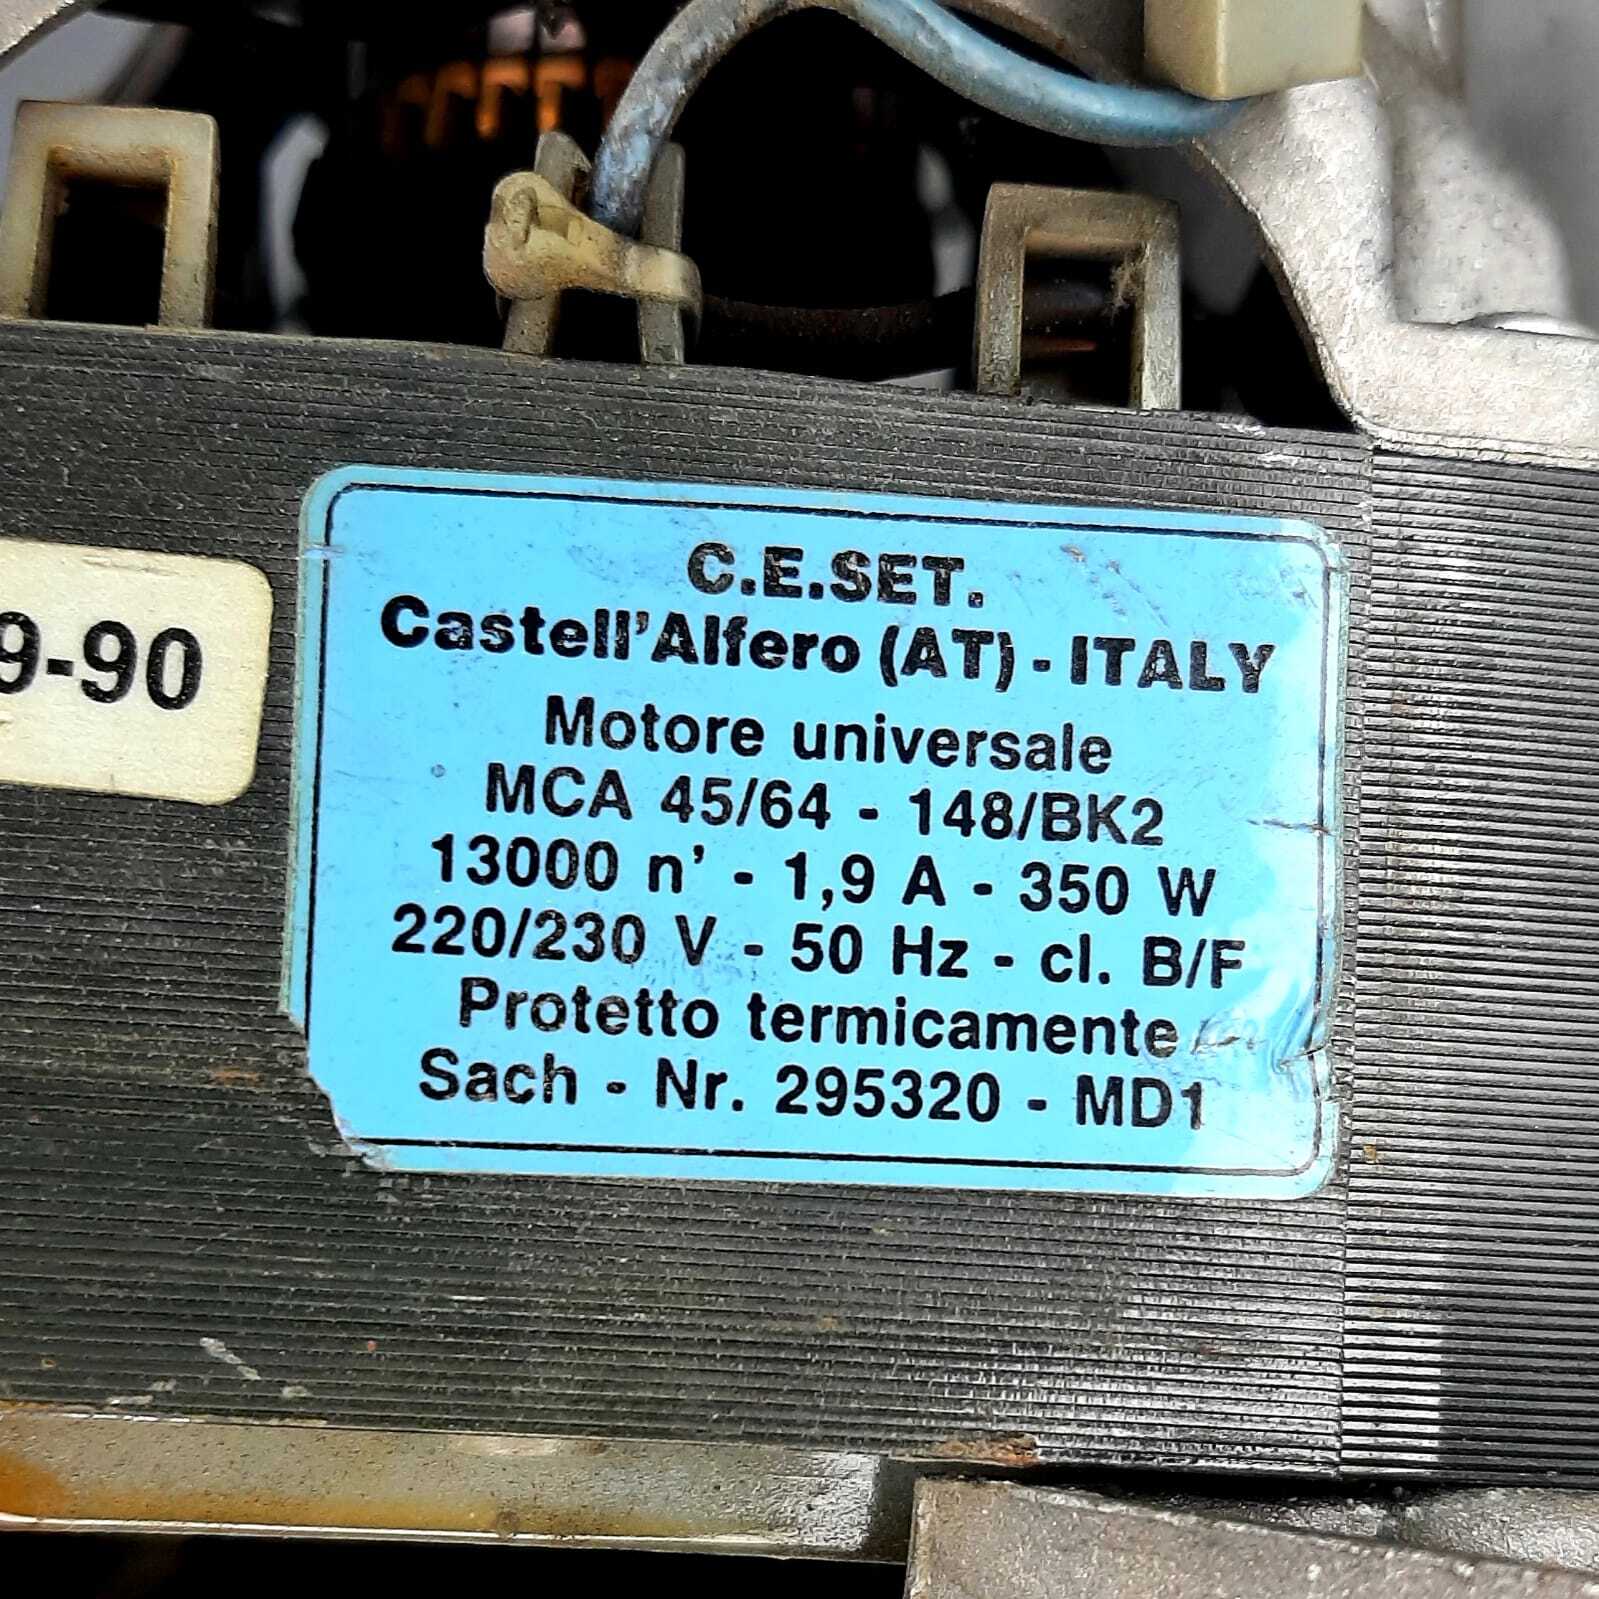 9-90
C.E.SET.
Castell'Alfero (AT) - ITALY
Motore universale
MCA 45/64 - 148/BK2
13000 n' - 1,9 A - 350 W
220/230 V - 50 Hz - cl. B/F
Protetto termicamente
Sach - Nr. 295320 - MD1